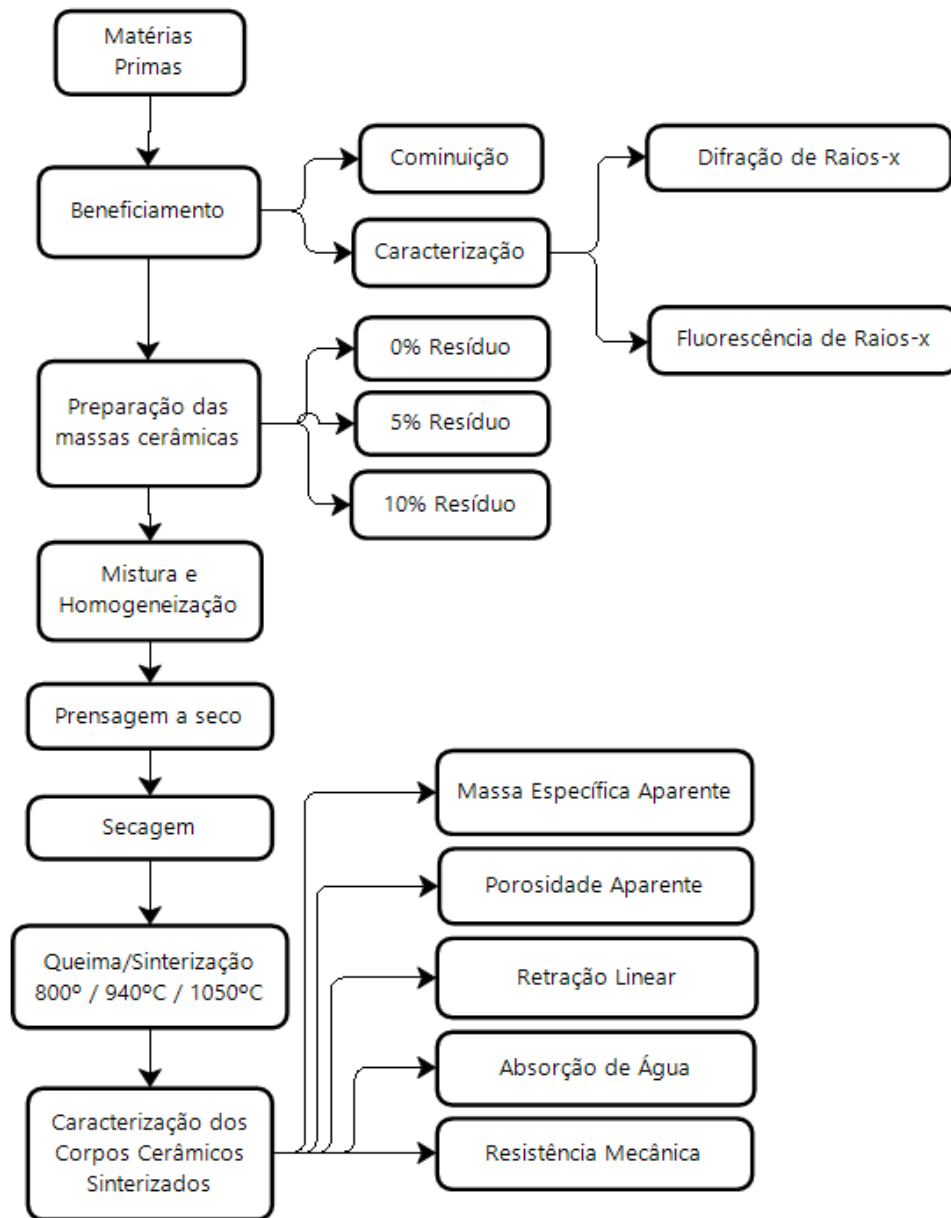 Matérias
Primas
Cominuição
Difração de Raios-x
Beneficiamento
Caracterização
Fluorescência de Raios-x
0% Resíduo
Preparação das
massas cerâmicas
5% Resíduo
10% Resíduo
Mistura e
Homogeneização
Prensagem a seco
Secagem
Queima/Sinterização
800º / 940ºC / 1050ºC
Caracterização dos
Corpos Cerâmicos
Sinterizados
Massa Específica Aparente
Porosidade Aparente
Retração Linear
Absorção de Água
Resistência Mecânica